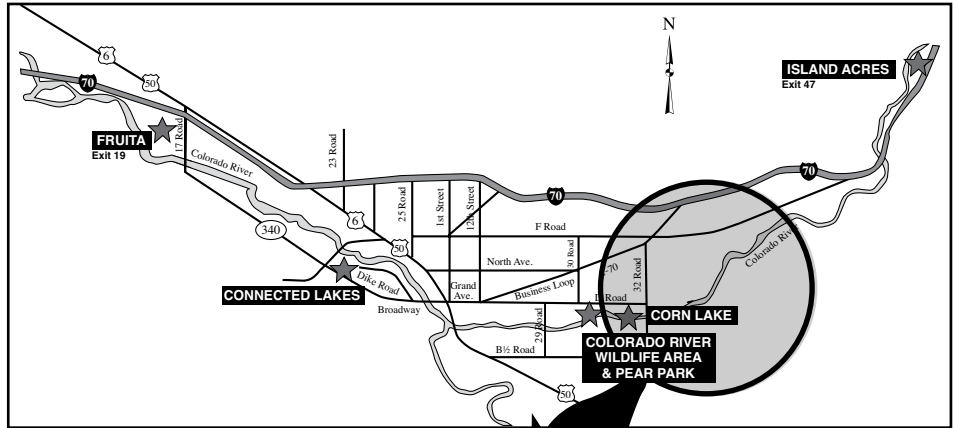 N
6
50
70
ISLAND ACRES
Exit 47
FRUITA
Exit 19
17 Road
Colorado River
23 Road
70
70
25 Road
1st Street
12th Street
6
340
50
F Road
30 Road
32 Road
Colorado River
North Ave.
I-70
Business Loop
Grand
Ave.
Dike Road
CONNECTED LAKES
Broadway
D Road
29 Road
CORN LAKE
B½ Road
COLORADO RIVER
WILDLIFE AREA
& PEAR PARK
50